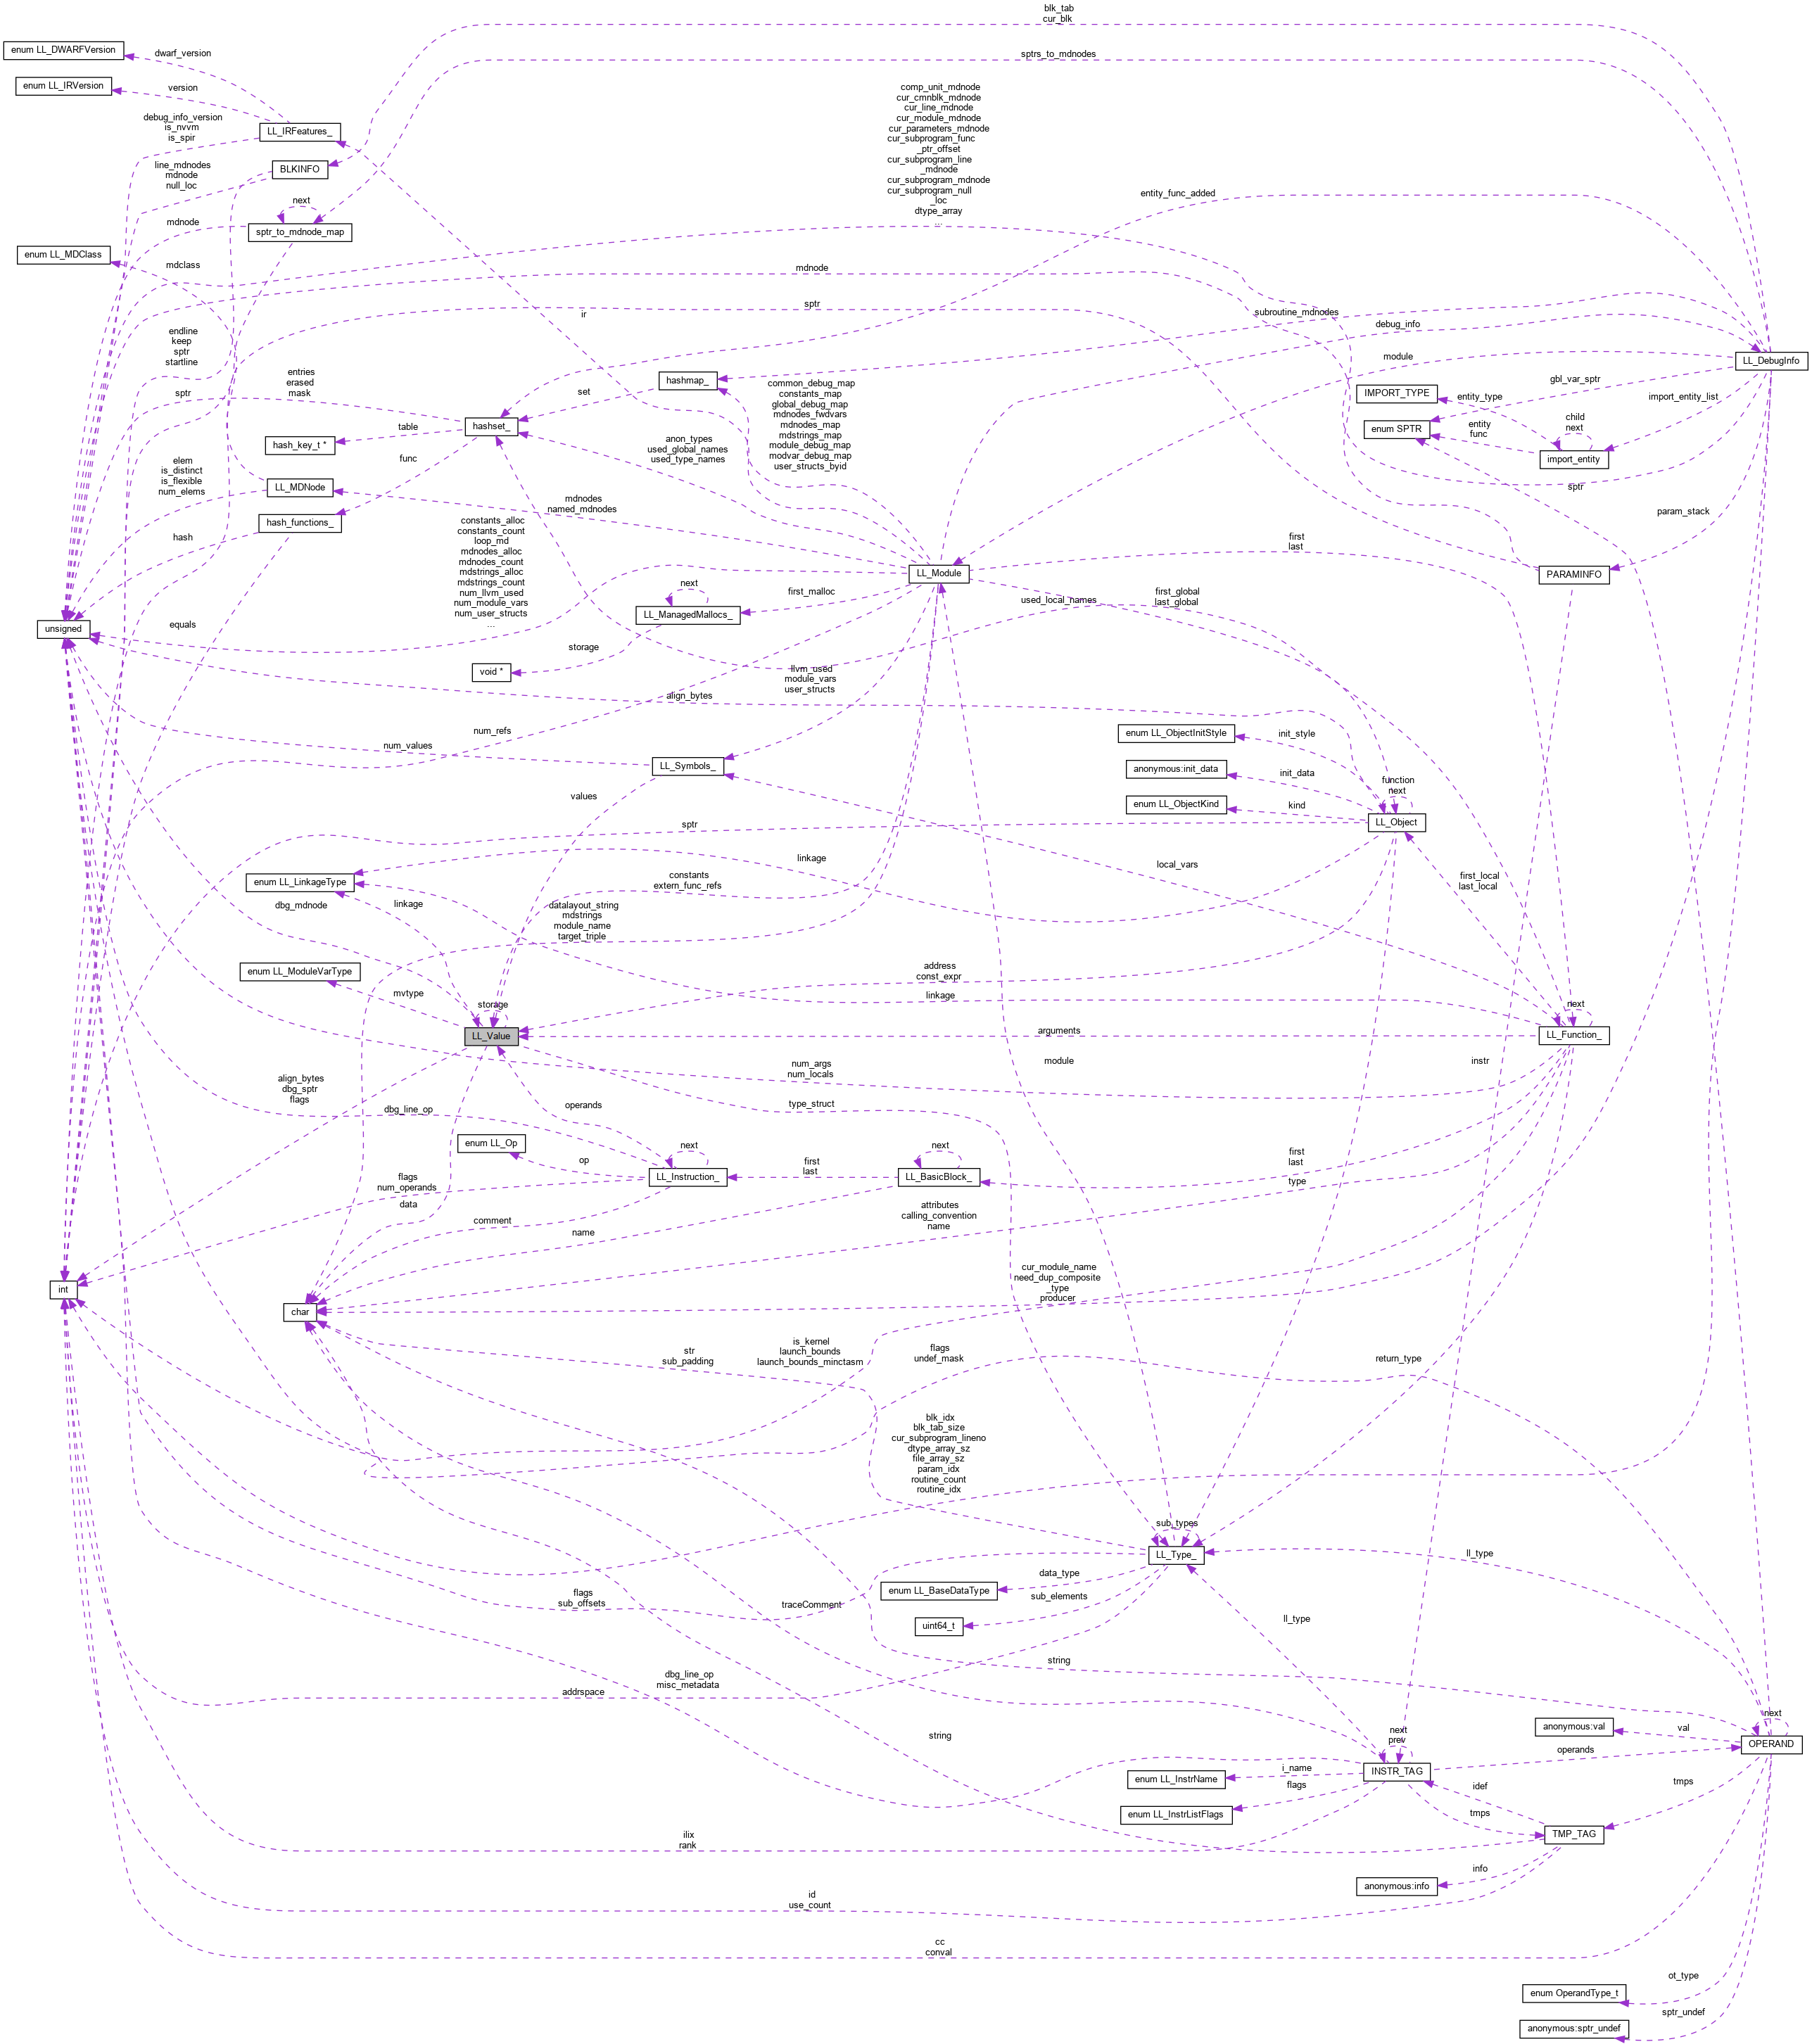 blk_tab
cur_blk
enum LL_DWARFVersion
dwarf_version
sptrs_to_mdnodes
enum LL_IRVersion
version
comp_unit_mdnode
cur_cmnblk_mdnode
cur_line_mdnode
cur_module_mdnode
cur_parameters_mdnode
cur_subprogram_func
_ptr_offset
cur_subprogram_line
_mdnode
cur_subprogram_mdnode
cur_subprogram_null
_loc
dtype_array
...
debug_info_version
is_nvvm
is_spir
LL_IRFeatures_
line_mdnodes
mdnode
null_loc
BLKINFO
entity_func_added
next
mdnode
sptr_to_mdnode_map
enum LL_MDClass
mdclass
mdnode
sptr
ir
subroutine_mdnodes
debug_info
endline
keep
sptr
startline
module
LL_DebugInfo
entries
erased
mask
sptr
set
hashmap_
common_debug_map
constants_map
global_debug_map
mdnodes_fwdvars
mdnodes_map
mdstrings_map
module_debug_map
modvar_debug_map
user_structs_byid
gbl_var_sptr
IMPORT_TYPE
entity_type
import_entity_list
child
next
enum SPTR
entity
func
import_entity
hashset_
table
hash_key_t *
func
anon_types
used_global_names
used_type_names
elem
is_distinct
is_flexible
num_elems
LL_MDNode
mdnodes
named_mdnodes
sptr
param_stack
hash_functions_
hash
constants_alloc
constants_count
loop_md
mdnodes_alloc
mdnodes_count
mdstrings_alloc
mdstrings_count
num_llvm_used
num_module_vars
num_user_structs
...
first
last
LL_Module
PARAMINFO
next
first_malloc
used_local_names
first_global
last_global
LL_ManagedMallocs_
unsigned
equals
storage
void *
llvm_used
module_vars
user_structs
align_bytes
num_refs
num_values
enum LL_ObjectInitStyle
init_style
LL_Symbols_
anonymous:init_data
init_data
function
next
values
enum LL_ObjectKind
kind
LL_Object
sptr
linkage
local_vars
constants
extern_func_refs
first_local
last_local
enum LL_LinkageType
linkage
dbg_mdnode
datalayout_string
mdstrings
module_name
target_triple
enum LL_ModuleVarType
mvtype
address
const_expr
linkage
storage
LL_Value
arguments
next
LL_Function_
module
instr
num_args
num_locals
align_bytes
dbg_sptr
flags
type_struct
dbg_line_op
operands
enum LL_Op
op
next
LL_Instruction_
first
last
next
LL_BasicBlock_
first
last
type
flags
num_operands
data
comment
name
attributes
calling_convention
name
int
char
cur_module_name
need_dup_composite
_type
producer
str
sub_padding
is_kernel
launch_bounds
launch_bounds_minctasm
flags
undef_mask
return_type
blk_idx
blk_tab_size
cur_subprogram_lineno
dtype_array_sz
file_array_sz
param_idx
routine_count
routine_idx
sub_types
LL_Type_
ll_type
enum LL_BaseDataType
data_type
flags
sub_offsets
uint64_t
sub_elements
traceComment
ll_type
string
dbg_line_op
misc_metadata
addrspace
string
next
prev
next
anonymous:val
val
OPERAND
operands
INSTR_TAG
enum LL_InstrName
i_name
enum LL_InstrListFlags
flags
idef
tmps
tmps
TMP_TAG
ilix
rank
info
anonymous:info
id
use_count
cc
conval
ot_type
enum OperandType_t
sptr_undef
anonymous:sptr_undef